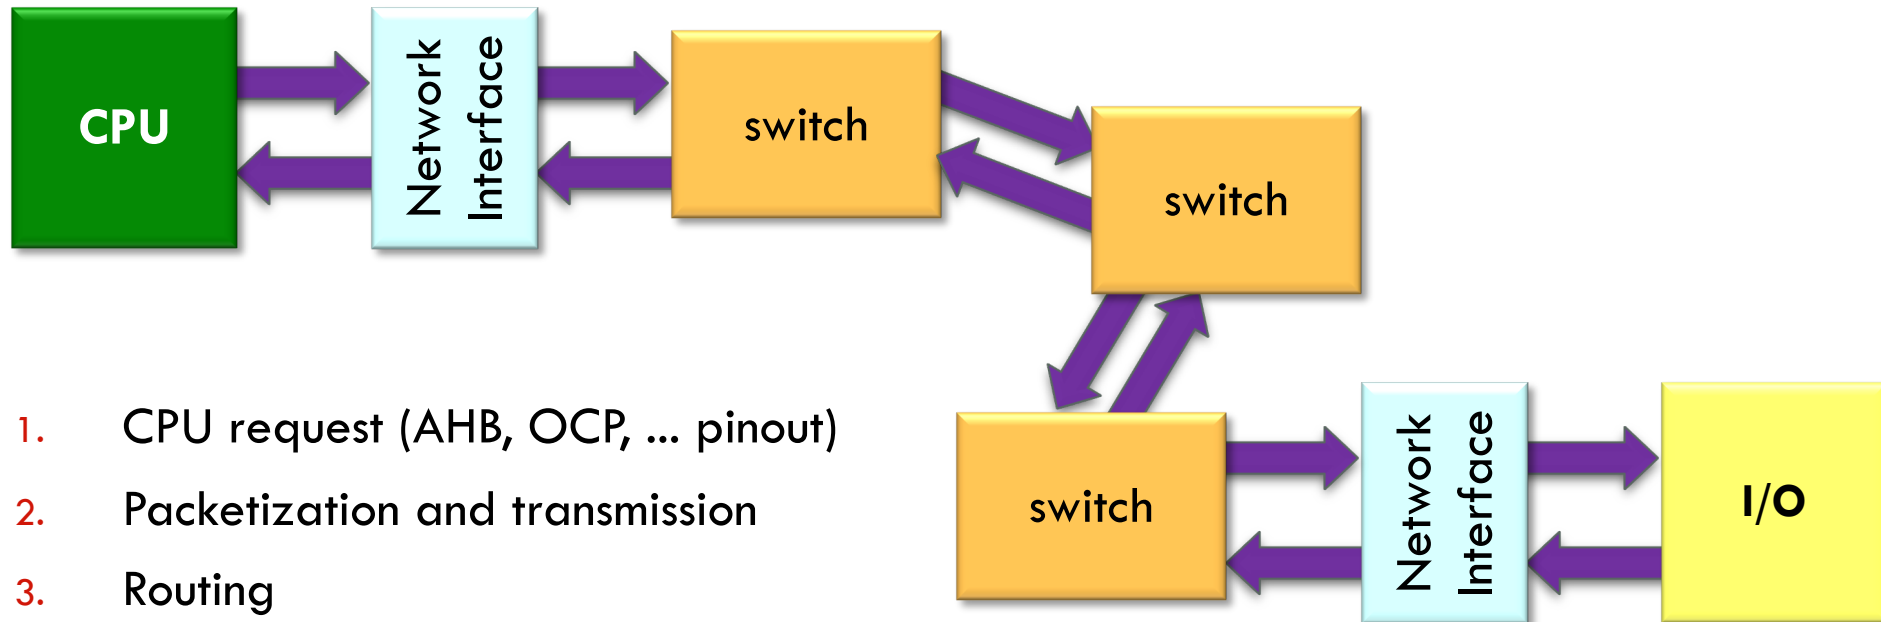 CPU
Network
Interface
switch
switch
switch
Network
Interface
I/O
1. CPU request (AHB, OCP, ... pinout)
2. Packetization and transmission
3. Routing